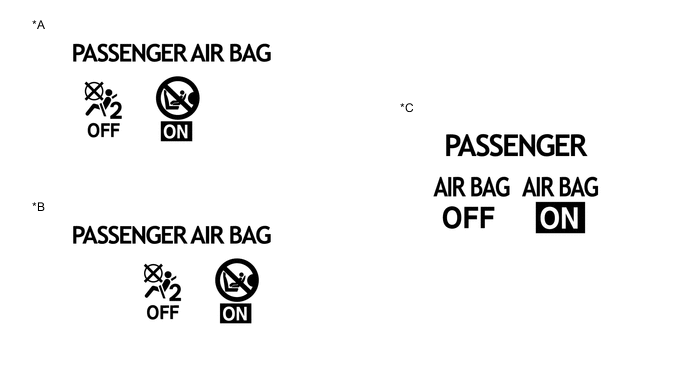 *A
PASSENGER AIR BAG
2
OFF ON
*B
PASSENGER AIR BAG
2
OFF ON
*C
PASSENGER
AIR BAG AIR BAG
OFF ON